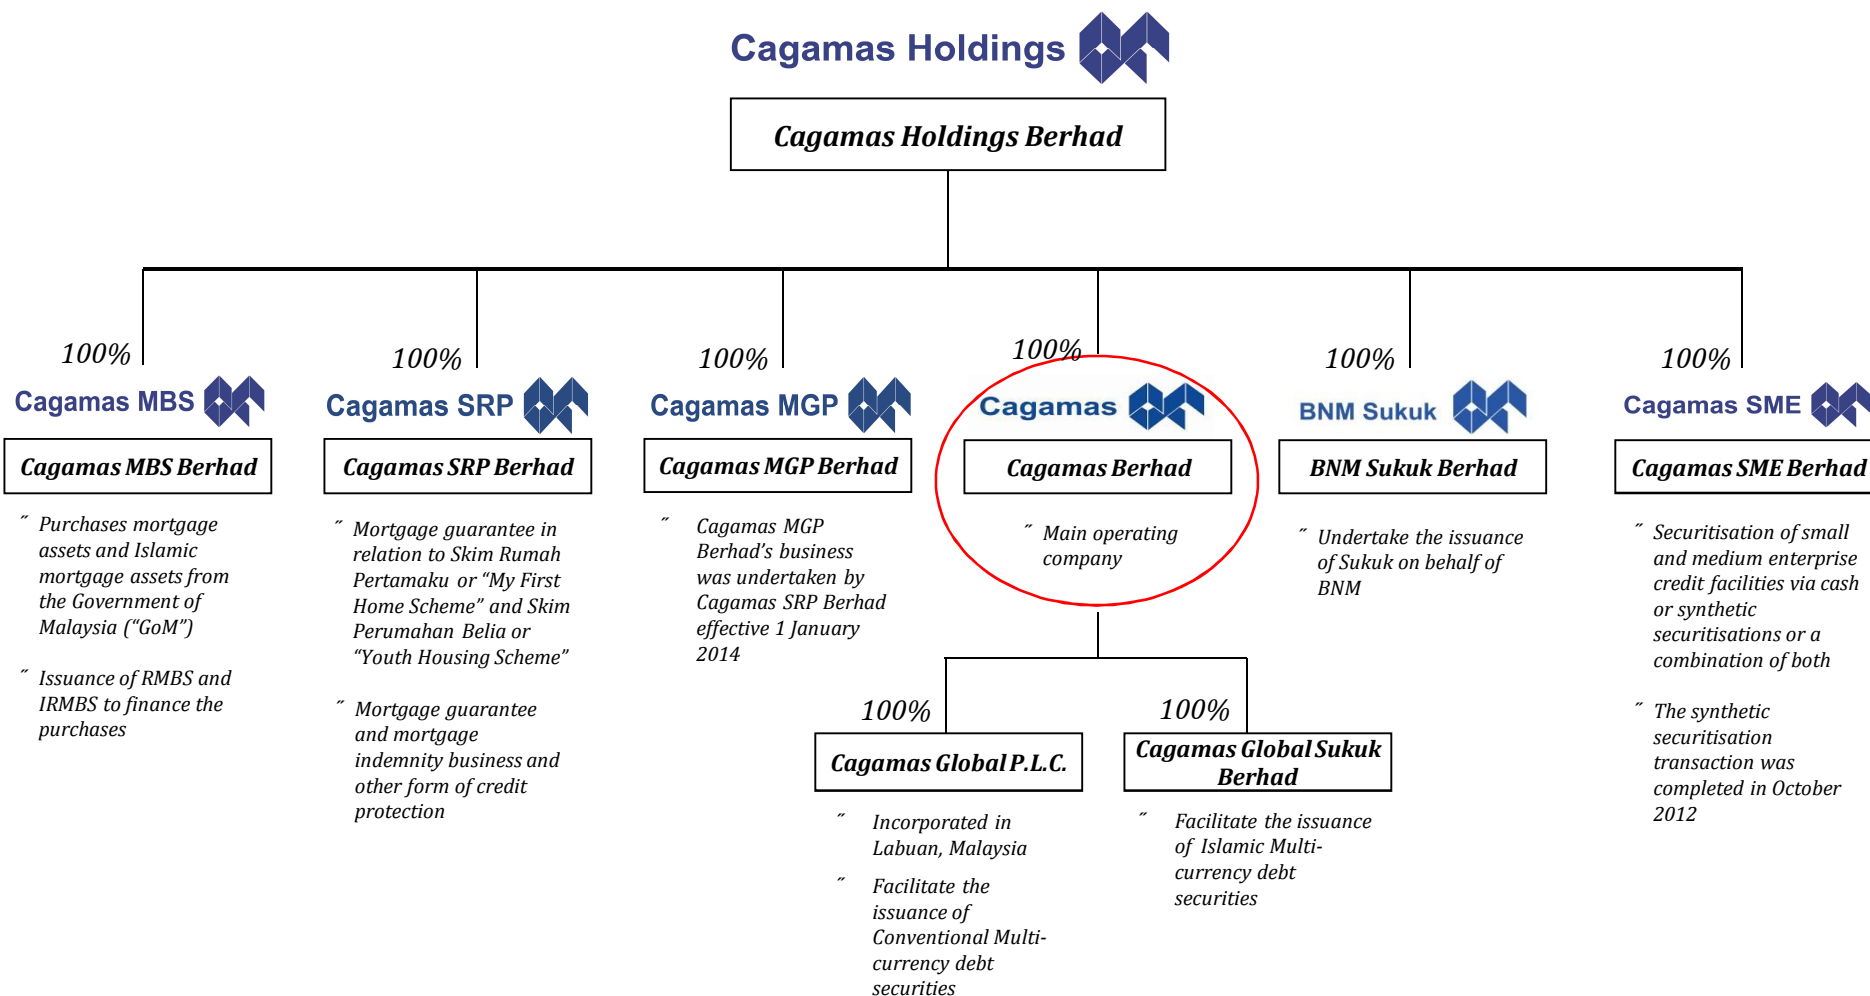 Cagamas Holdings
Cagamas Holdings Berhad
100%
Cagamas MBS
Cagamas MBS Berhad
˝ Purchases mortgage
assets and Islamic
mortgage assets from
the Government of
Malaysia (“GoM”)
˝ Issuance of RMBS and
IRMBS to finance the
purchases
100%
Cagamas SRP
Cagamas SRP Berhad
˝ Mortgage guarantee in
relation to Skim Rumah
Pertamaku or “My First
Home Scheme” and Skim
Perumahan Belia or
“Youth Housing Scheme”
˝ Mortgage guarantee
and mortgage
indemnity business and
other form of credit
protection
100%
Cagamas MGP
Cagamas MGP Berhad
˝ Cagamas MGP
Berhad’s business
was undertaken by
Cagamas SRP Berhad
effective 1 January
2014
100%
Cagamas
Cagamas Berhad
˝ Main operating
company
100%
Cagamas Global P.L.C.
˝ Incorporated in
Labuan, Malaysia
˝ Facilitate the
issuance of
Conventional Multi-
currency debt
securities
100%
Cagamas Global Sukuk
Berhad
˝ Facilitate the issuance
of Islamic Multi-
currency debt
securities
100%
BNM Sukuk
BNM Sukuk Berhad
˝ Undertake the issuance
of Sukuk on behalf of
BNM
100%
Cagamas SME
Cagamas SME Berhad
˝ Securitisation of small
and medium enterprise
credit facilities via cash
or synthetic
securitisations or a
combination of both
˝ The synthetic
securitisation
transaction was
completed in October
2012